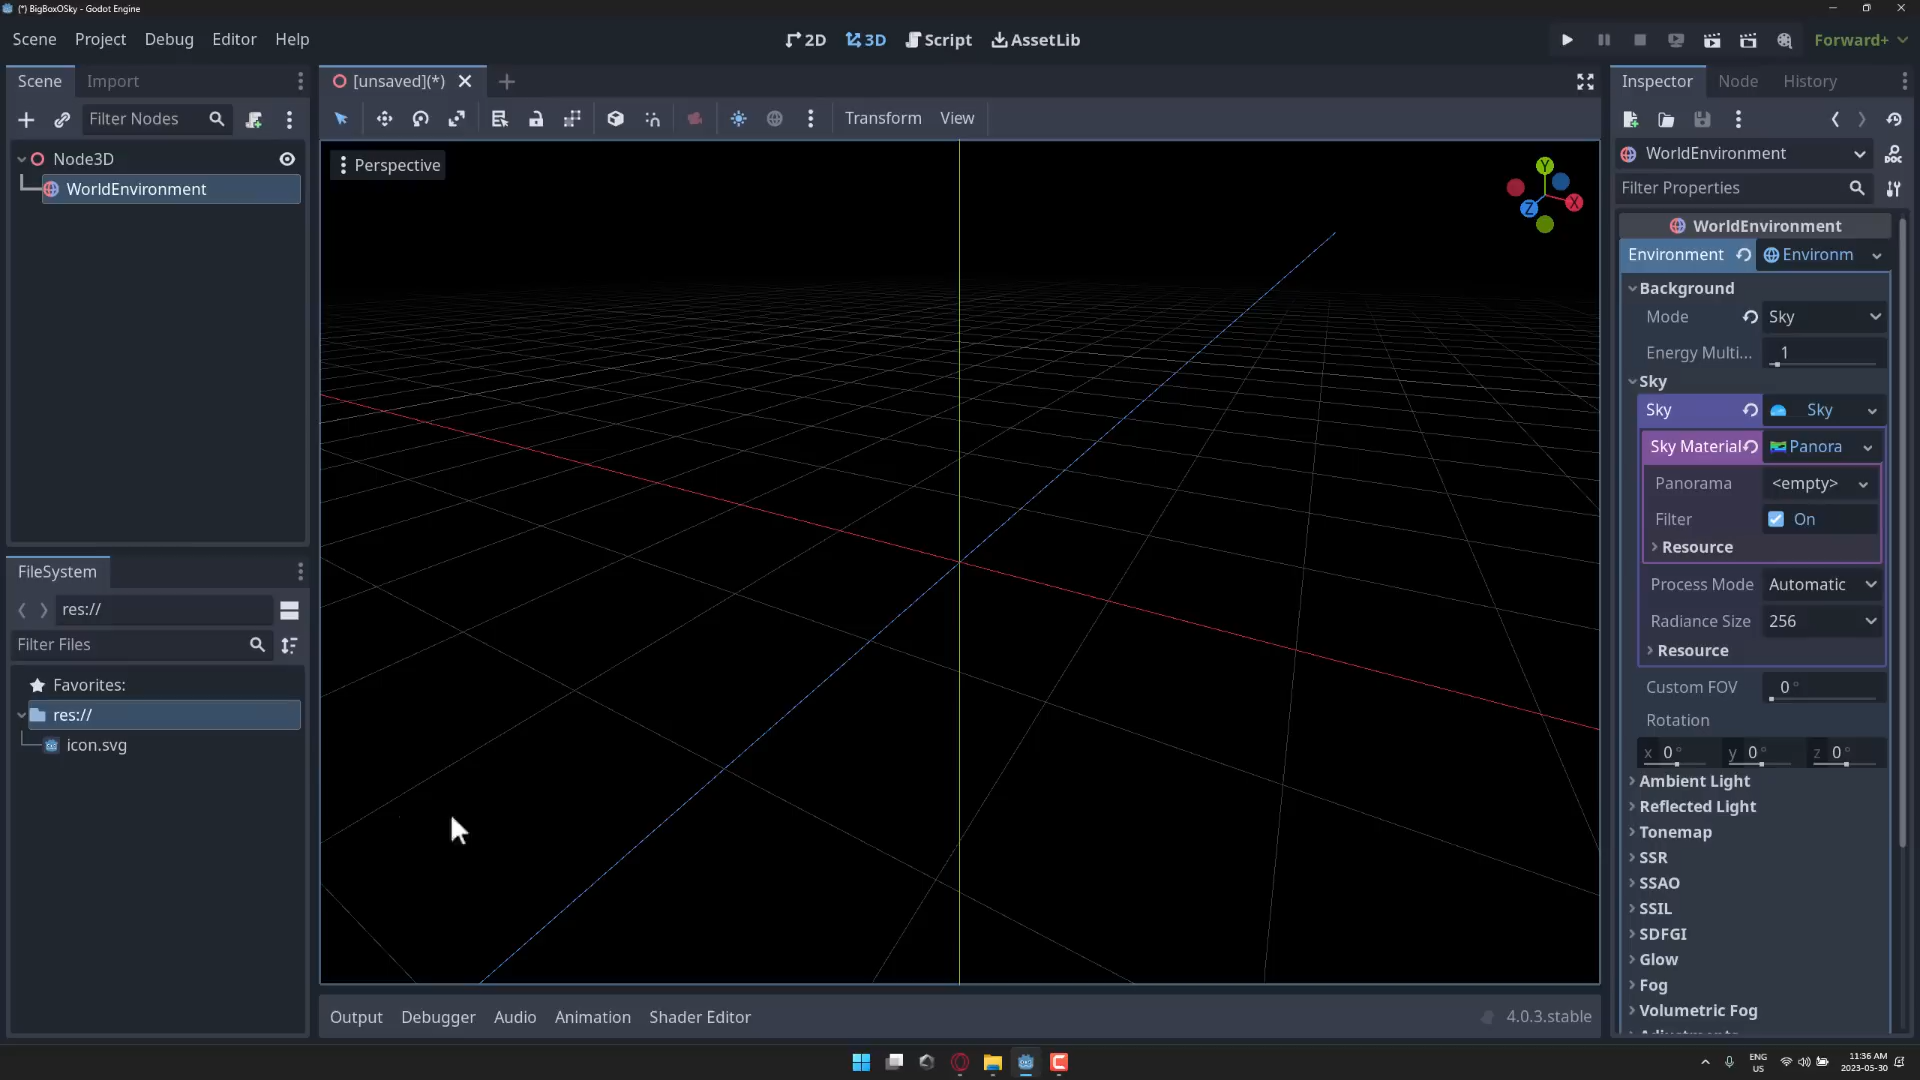 (*) BigBoxOSky - Godot Engine
Scene Project Debug Editor Help
2D 3D Script AssetLib
Forward+
Scene Import
[unsaved](*)
Inspector Node History
Filter Nodes
Transform View
Node3D
WorldEnvironment
Perspective
Y
X
Z
WorldEnvironment
Filter Properties
WorldEnvironment
Environment Environm
Background
Mode Sky
Energy Multi... 1
Sky
Sky Sky
Sky Material Panora
Panorama <empty>
Filter On
Resource
Process Mode Automatic
Radiance Size 256
Resource
Custom FOV 0 °
Rotation
x 0 ° y 0 ° z 0 °
Ambient Light
Reflected Light
Tonemap
SSR
SSAO
SSIL
SDFGI
Glow
Fog
Volumetric Fog
FileSystem
res://
Filter Files
Favorites:
res://
icon.svg
Output Debugger Audio Animation Shader Editor
4.0.3.stable
ENG
US
11:36 AM
2023-05-30